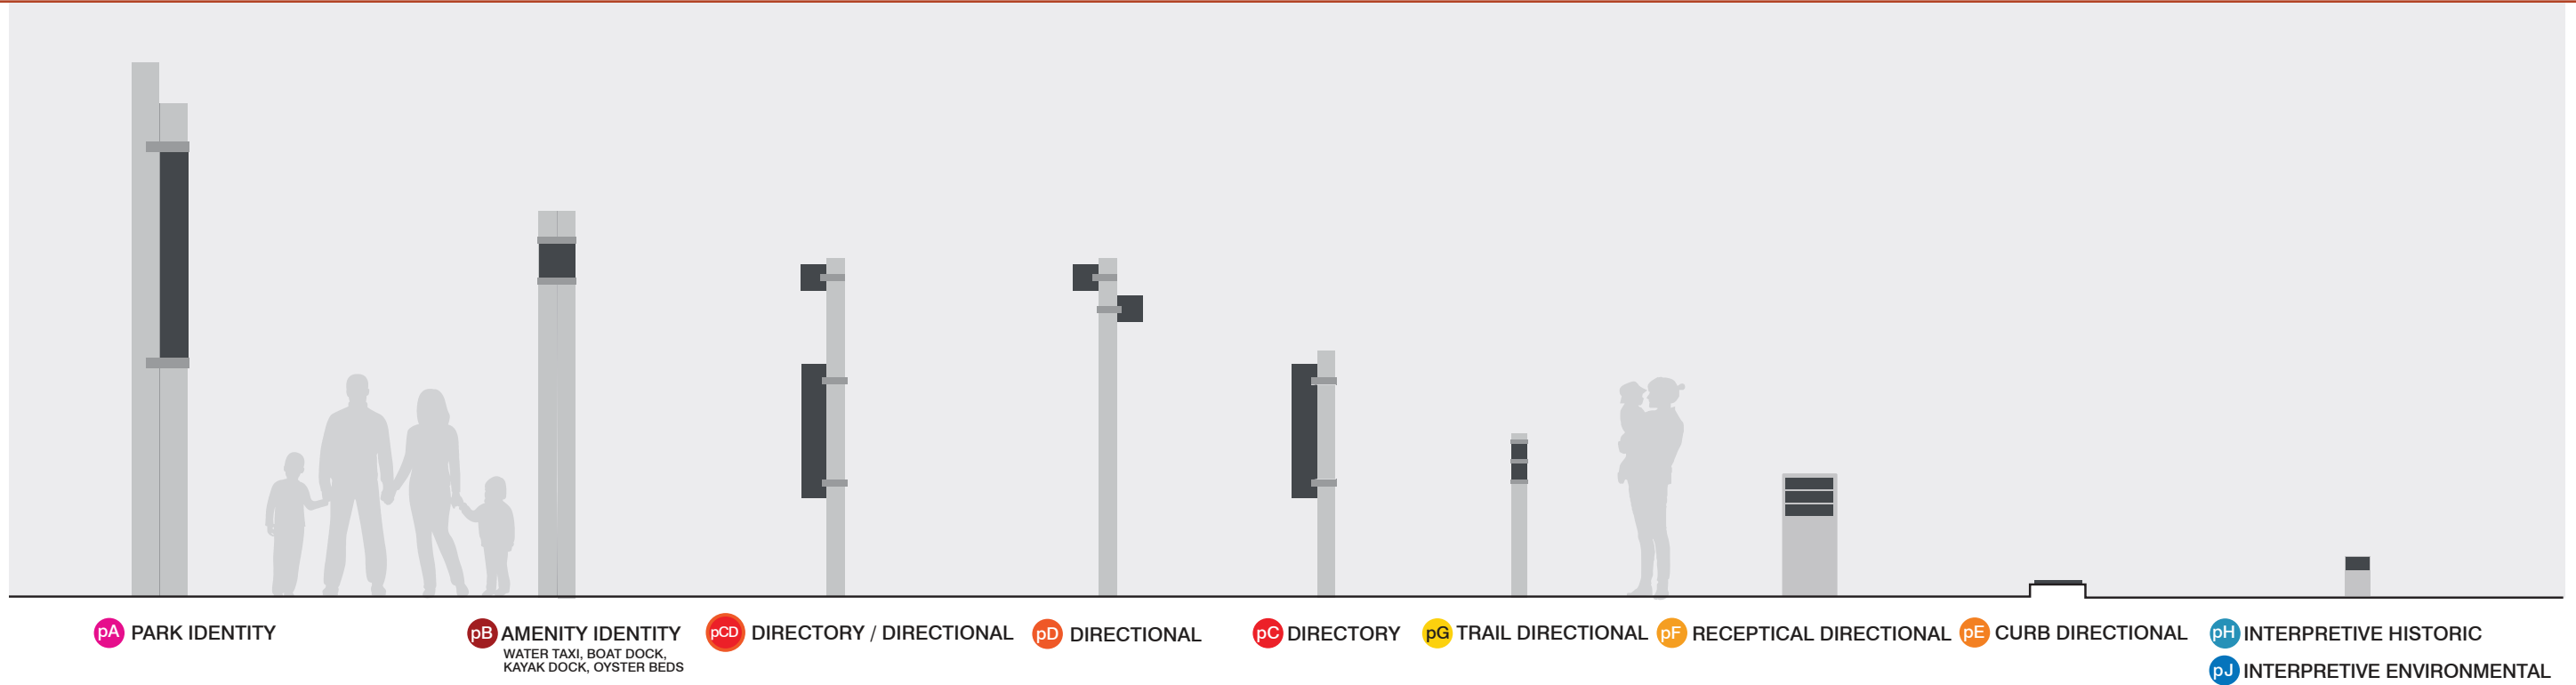 pA PARK IDENTITY
pB AMENITY IDENTITY
WATER TAXI, BOAT DOCK,
KAYAK DOCK, OYSTER BEDS
pCD DIRECTORY / DIRECTIONAL
pD DIRECTIONAL
pC DIRECTORY
pG TRAIL DIRECTIONAL
pF RECEPTICAL DIRECTIONAL
pE CURB DIRECTIONAL
pH INTERPRETIVE HISTORIC
pJ INTERPRETIVE ENVIRONMENTAL